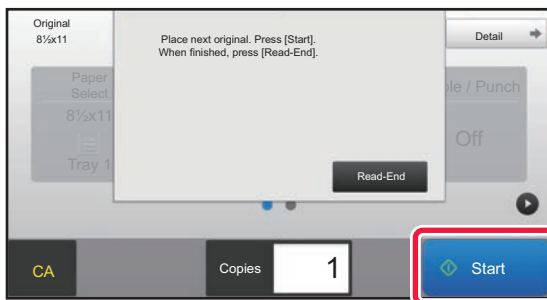 Original
8½x11
Place next original. Press [Start].
When finished, press [Read-End].
Detail
Paper
Select
8½x11
Tray 1
ple / Punch
Off
Read-End
CA
Copies
1
Start